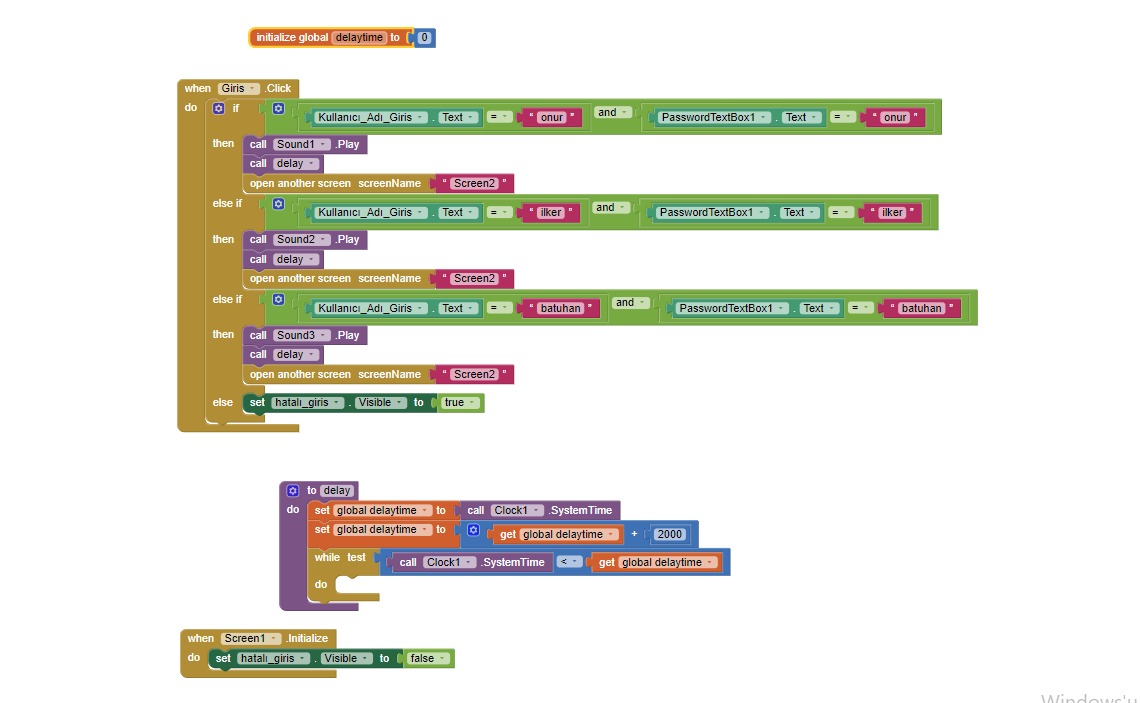 initialize global delaytime to 0
when Giris .Click
do if Kullanıcı_Adı_Giris . Text = " onur " and PasswordTextBox1 . Text = " onur "
then call Sound1 .Play
call delay
open another screen screenName " Screen2 "
else if Kullanıcı_Adı_Giris . Text = " ilker " and PasswordTextBox1 . Text = " ilker "
then call Sound2 .Play
call delay
open another screen screenName " Screen2 "
else if Kullanıcı_Adı_Giris . Text = " batuhan " and PasswordTextBox1 . Text = " batuhan "
then call Sound3 .Play
call delay
open another screen screenName " Screen2 "
else set hatalı_giris . Visible to true
to delay
do set global delaytime to call Clock1 .SystemTime
set global delaytime to get global delaytime + 2000
while test call Clock1 .SystemTime < get global delaytime
do
when Screen1 .Initialize
do set hatalı_giris . Visible to false
Windows'u